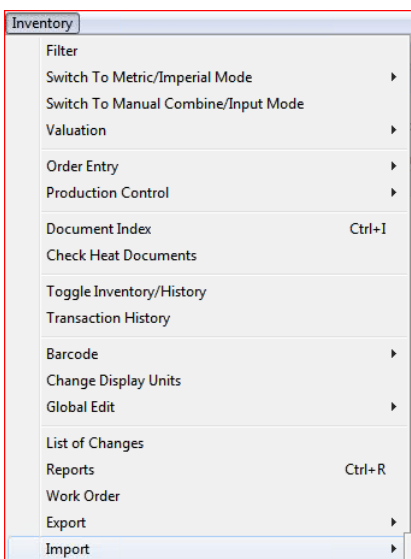 Inventory
Filter
Switch To Metric/Imperial Mode
Switch To Manual Combine/Input Mode
Valuation
Order Entry
Production Control
Document Index Ctrl+I
Check Heat Documents
Toggle Inventory/History
Transaction History
Barcode
Change Display Units
Global Edit
List of Changes
Reports Ctrl+R
Work Order
Export
Import